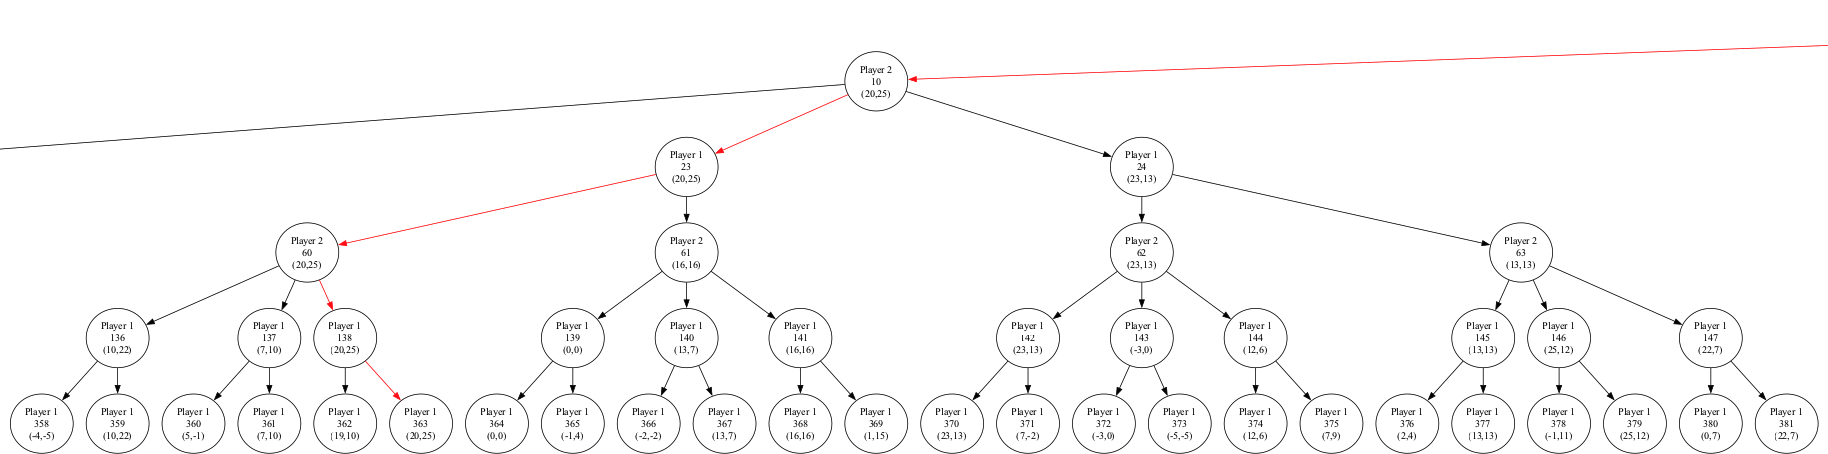 Player 2
10
(20,25)
Player 1
23
(20,25)
Player 1
24
(23,13)
Player 2
60
(20,25)
Player 2
61
(16,16)
Player 2
62
(23,13)
Player 2
63
(13,13)
Player 1
136
(10,22)
Player 1
137
(7,10)
Player 1
138
(20,25)
Player 1
139
(0,0)
Player 1
140
(13,7)
Player 1
141
(16,16)
Player 1
142
(23,13)
Player 1
143
(-3,0)
Player 1
144
(12,6)
Player 1
145
(13,13)
Player 1
146
(25,12)
Player 1
147
(22,7)
Player 1
358
(-4,-5)
Player 1
359
(10,22)
Player 1
360
(5,-1)
Player 1
361
(7,10)
Player 1
362
(19,10)
Player 1
363
(20,25)
Player 1
364
(0,0)
Player 1
365
(-1,4)
Player 1
366
(-2,-2)
Player 1
367
(13,7)
Player 1
368
(16,16)
Player 1
369
(1,15)
Player 1
370
(23,13)
Player 1
371
(7,-2)
Player 1
372
(-3,0)
Player 1
373
(-5,-5)
Player 1
374
(12,6)
Player 1
375
(7,9)
Player 1
376
(2,4)
Player 1
377
(13,13)
Player 1
378
(-1,11)
Player 1
379
(25,12)
Player 1
380
(0,7)
Player 1
381
(22,7)